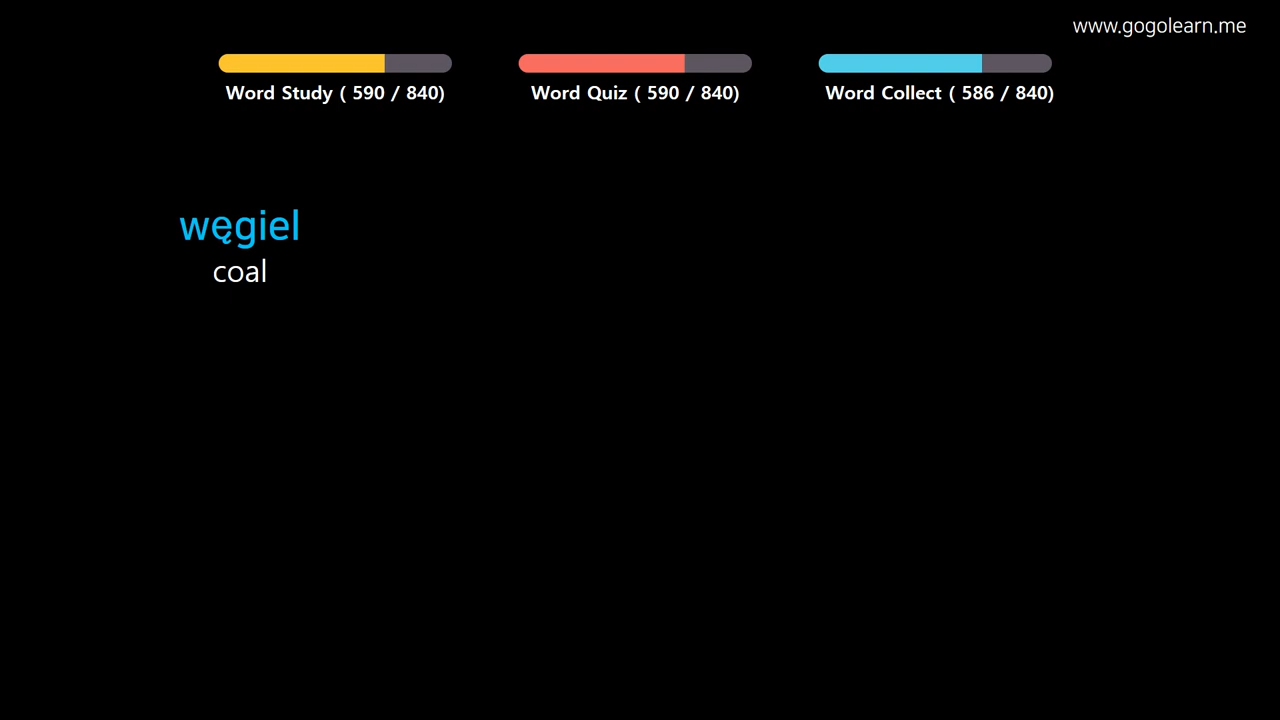 www.gogolearn.me
Word Study ( 590 / 840)
Word Quiz ( 590 / 840)
Word Collect ( 586 / 840)
węgiel
coal